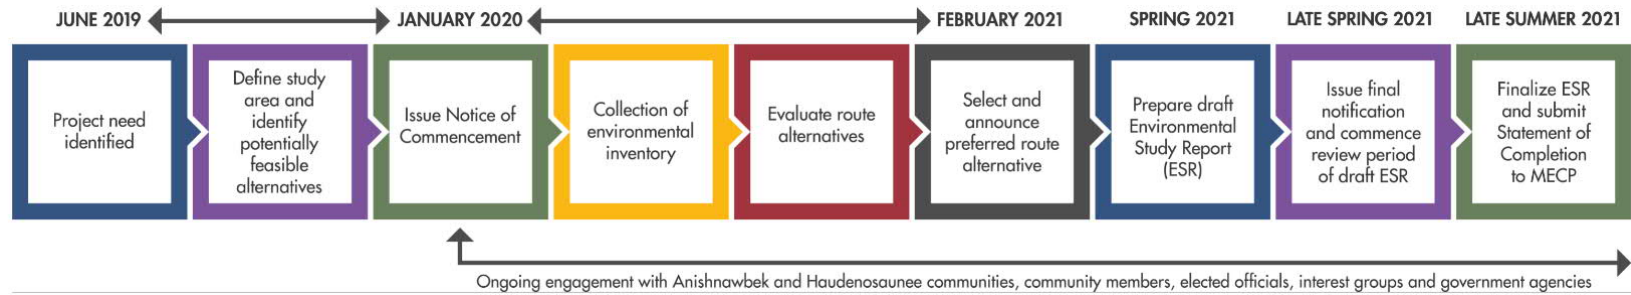 JUNE 2019
JANUARY 2020
FEBRUARY 2021
SPRING 2021
LATE SPRING 2021
LATE SUMMER 2021
Project need
identified
Define study
area and
identify
potentially
feasible
alternatives
Issue Notice of
Commencement
Collection of
environmental
inventory
Evaluate route
alternatives
Select and
announce
preferred route
alternative
Prepare draft
Environmental
Study Report
(ESR)
Issue final
notification
and commence
review period
of draft ESR
Finalize ESR
and submit
Statement of
Completion
to MECP
Ongoing engagement with Anishnawbek and Haudenosaunee communities, community members, elected officials, interest groups and government agencies